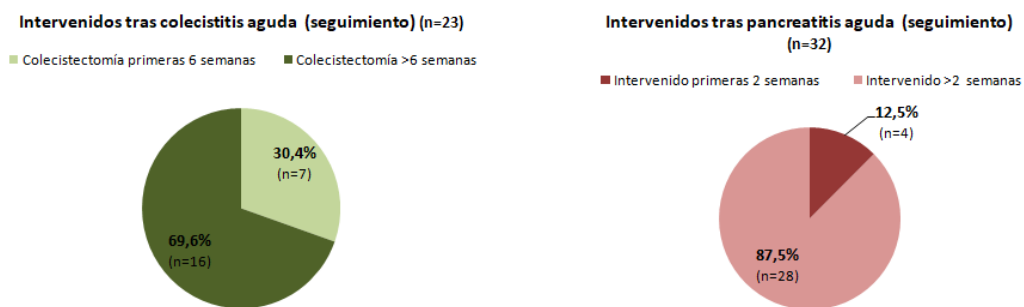 Intervenidos tras colecistitis aguda (seguimiento) (n=23)
Colecistectomía primeras 6 semanas
Colecistectomía >6 semanas
30,4%
(n=7)
69,6%
(n=16)
Intervenidos tras pancreatitis aguda (seguimiento)
(n=32)
Intervenido primeras 2 semanas
Intervenido >2 semanas
12,5%
(n=4)
87,5%
(n=28)